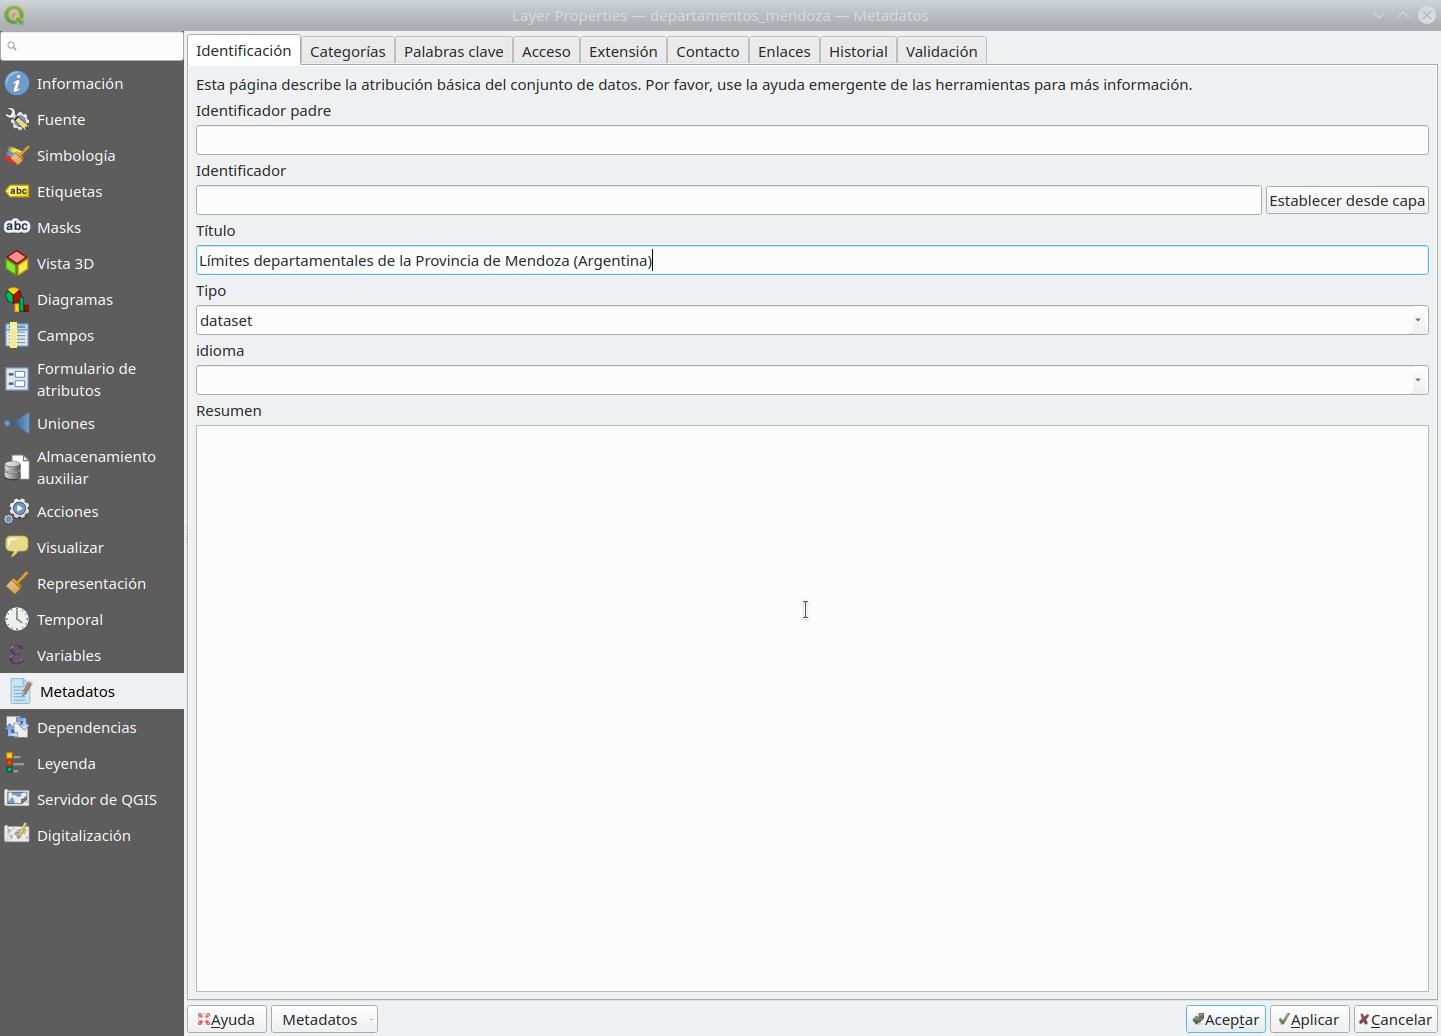 Layer Properties — departamentos_mendoza — Metadatos
Información
Fuente
Simbología
abc Etiquetas
abc Masks
Vista 3D
Diagramas
Campos
Formulario de
atributos
Uniones
Almacenamiento
auxiliar
Acciones
Visualizar
Representación
Temporal
Variables
Metadatos
Dependencias
Leyenda
Servidor de QGIS
Digitalización
Identificación Categorías Palabras clave Acceso Extensión Contacto Enlaces Historial Validación
Esta página describe la atribución básica del conjunto de datos. Por favor, use la ayuda emergente de las herramientas para más información.
Identificador padre
Identificador
Establecer desde capa
Título
Límites departamentales de la Provincia de Mendoza (Argentina)
Tipo
dataset
idioma
Resumen
Ayuda Metadatos Aceptar Aplicar Cancelar